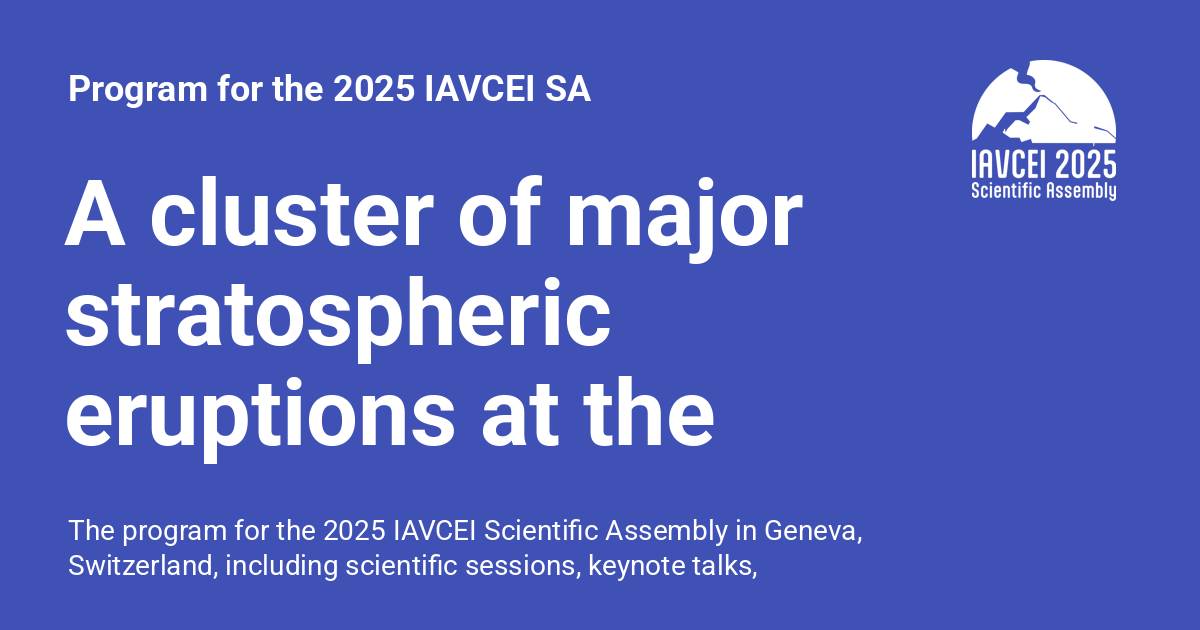 Program for the 2025 IAVCEI SA
IAVCEI 2025
Scientific Assembly
A cluster of major
stratospheric
eruptions at the
The program for the 2025 IAVCEI Scientific Assembly in Geneva,
Switzerland, including scientific sessions, keynote talks,